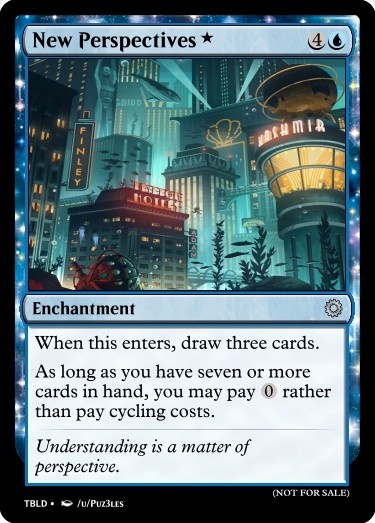 New Perspectives ★
4
FINLEY
KASHMIR
HOTEL
Enchantment
When this enters, draw three cards.
As long as you have seven or more
cards in hand, you may pay 0 rather
than pay cycling costs.
Understanding is a matter of
perspective.
TBLD • /u/Puz3les
(NOT FOR SALE)